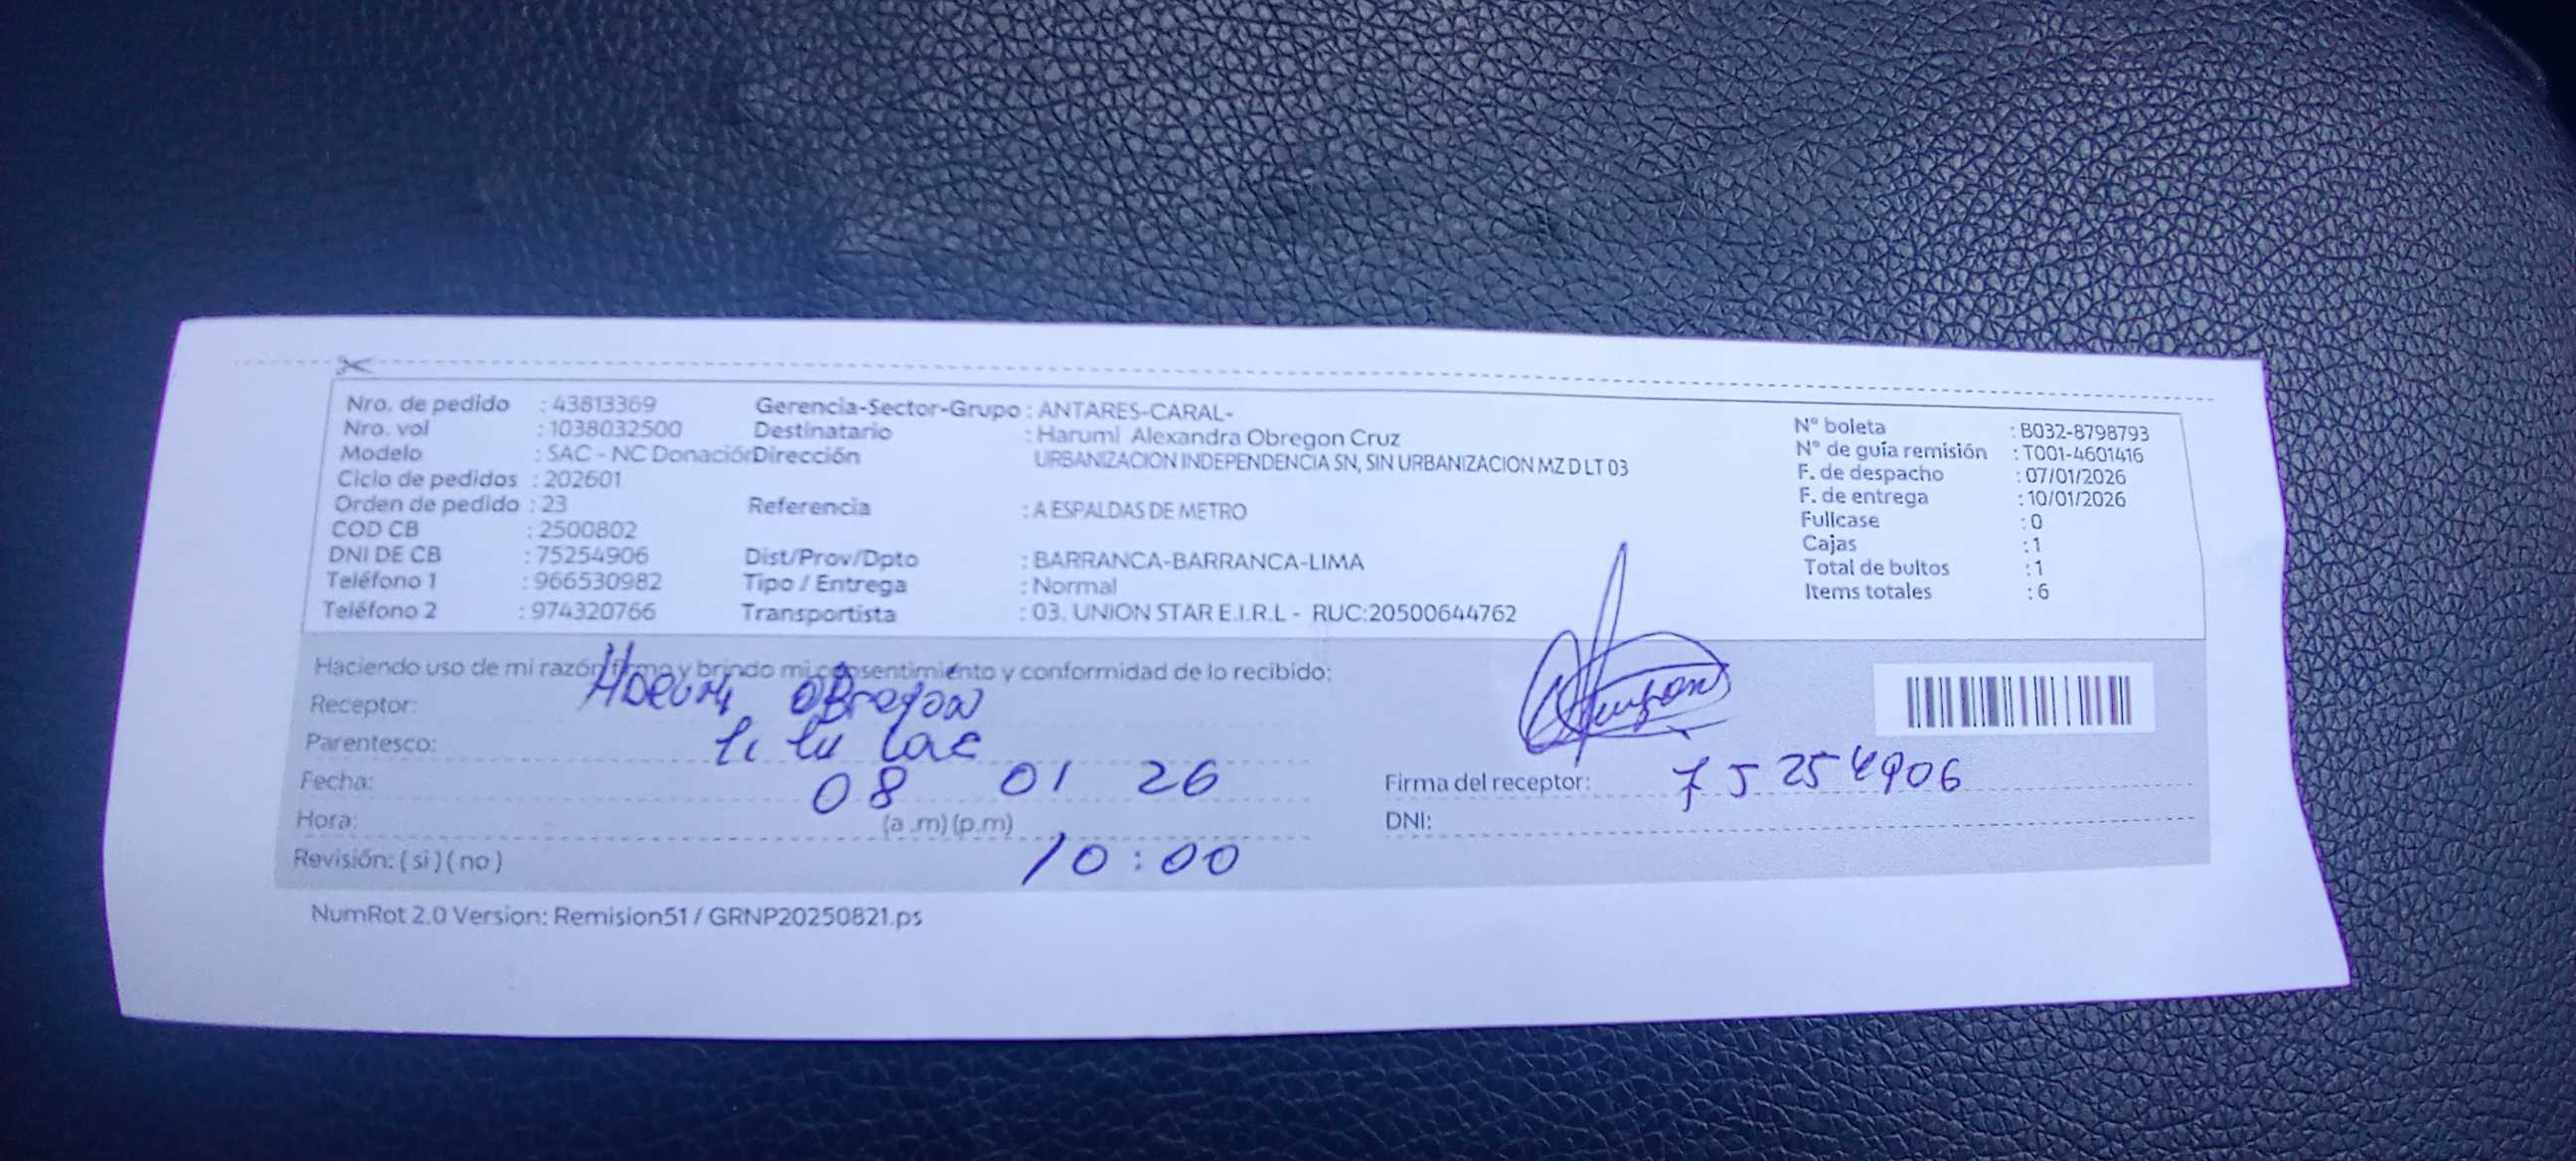 Nro. de pedido : 43813369
Nro. vol : 1038032500
Modelo : SAC - NC Donación
Ciclo de pedidos : 202601
Orden de pedido : 23
COD CB : 2500802
DNI DE CB : 75254906
Teléfono 1 : 966530982
Teléfono 2 : 974320766
Gerencia-Sector-Grupo : ANTARES-CARAL-
Destinatario : Harumi Alexandra Obregon Cruz
Dirección URBANIZACION INDEPENDENCIA SN, SIN URBANIZACION MZ D LT 03
Referencia : A ESPALDAS DE METRO
Dist/Prov/Dpto : BARRANCA-BARRANCA-LIMA
Tipo / Entrega : Normal
Transportista : 03. UNION STAR E.I.R.L - RUC:20500644762
N° boleta : B032-8798793
N° de guía remisión : T001-4601416
F. de despacho : 07/01/2026
F. de entrega : 10/01/2026
Fullcase : 0
Cajas : 1
Total de bultos : 1
Items totales : 6
Haciendo uso de mi razón firmo y brindo mi consentimiento y conformidad de lo recibido:
Receptor: Harumi Obregon
Parentesco: titular
Fecha: 08 01 26
Hora: (a .m) (p.m)
10:00
Revisión: ( si ) ( no )
Firma del receptor: 75254906
DNI:
NumRot 2.0 Version: Remision51 / GRNP20250821.ps